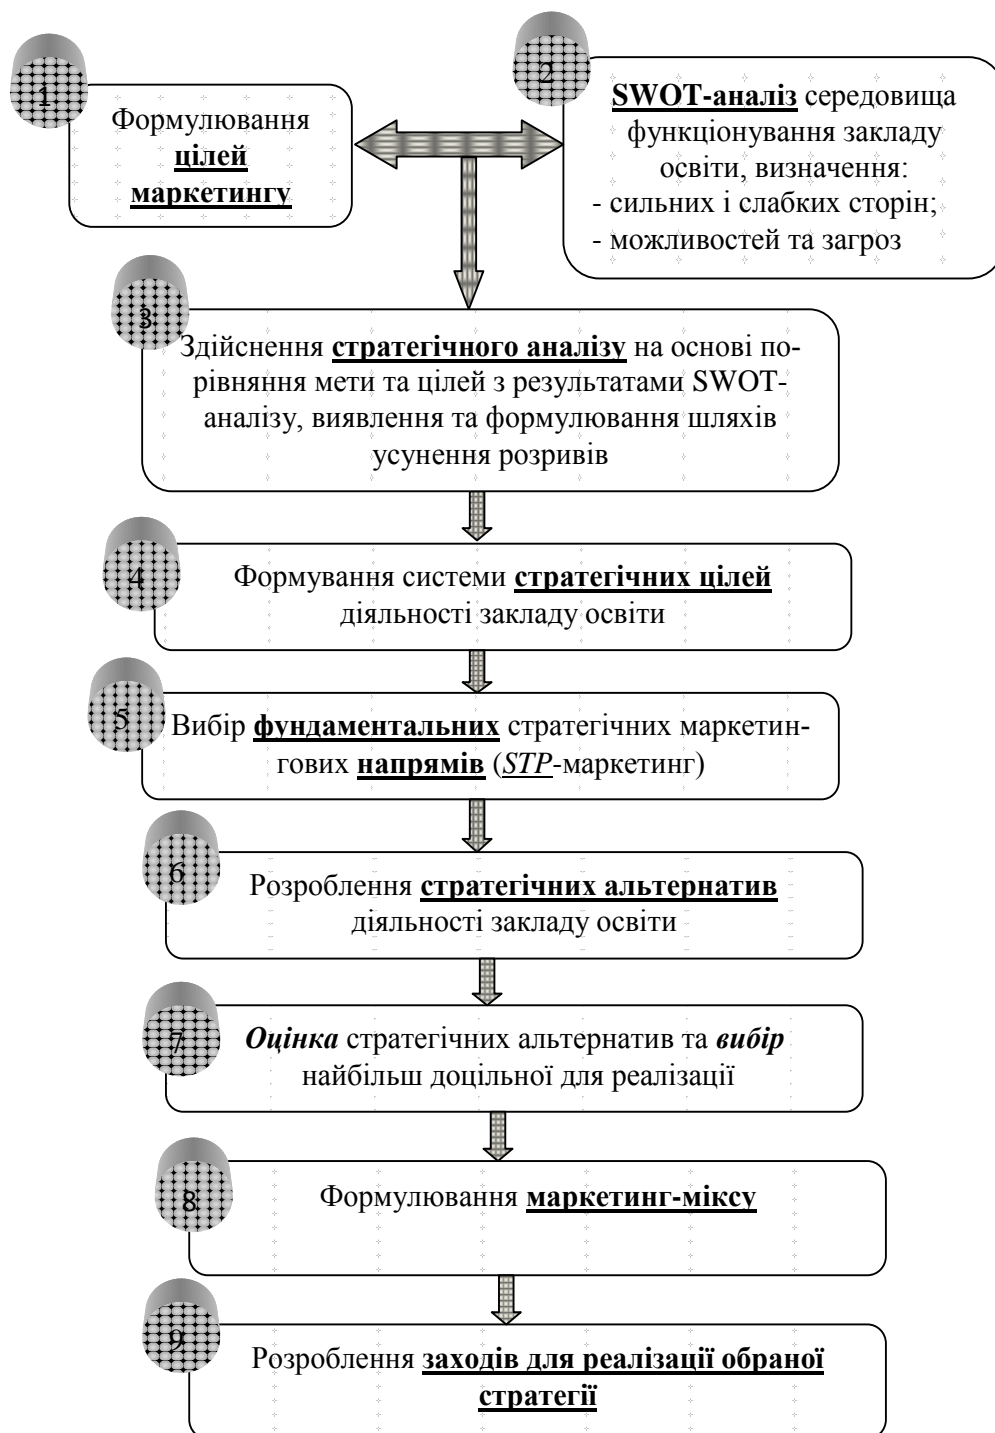 1
Формулювання
цілей
маркетингу
2
SWOT-аналіз середовища
функціонування закладу
освіти, визначення:
- сильних і слабких сторін;
- можливостей та загроз
3
Здійснення стратегічного аналізу на основі по-
рівняння мети та цілей з результатами SWOT-
аналізу, виявлення та формулювання шляхів
усунення розривів
4
Формування системи стратегічних цілей
діяльності закладу освіти
5
Вибір фундаментальних стратегічних маркетин-
гових напрямів (STP-маркетинг)
6
Розроблення стратегічних альтернатив
діяльності закладу освіти
7
Оцінка стратегічних альтернатив та вибір
найбільш доцільної для реалізації
8
Формулювання маркетинг-міксу
9
Розроблення заходів для реалізації обраної
стратегії